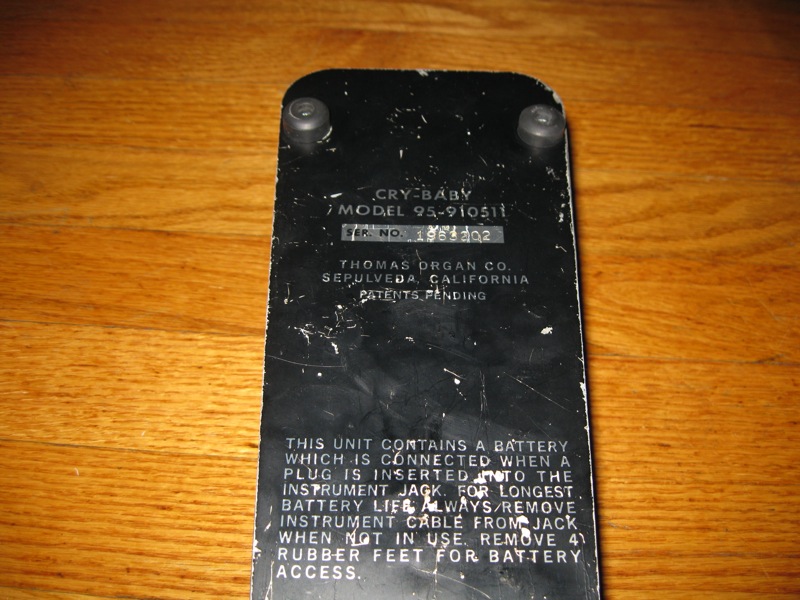 CRY-BABY
MODEL 95-910511
SER. NO. 1963202
THOMAS ORGAN CO.
SEPULVEDA, CALIFORNIA
PATENTS PENDING
THIS UNIT CONTAINS A BATTERY
WHICH IS CONNECTED WHEN A
PLUG IS INSERTED INTO THE
INSTRUMENT JACK. FOR LONGEST
BATTERY LIFE ALWAYS REMOVE
INSTRUMENT CABLE FROM JACK
WHEN NOT IN USE. REMOVE 4
RUBBER FEET FOR BATTERY
ACCESS.